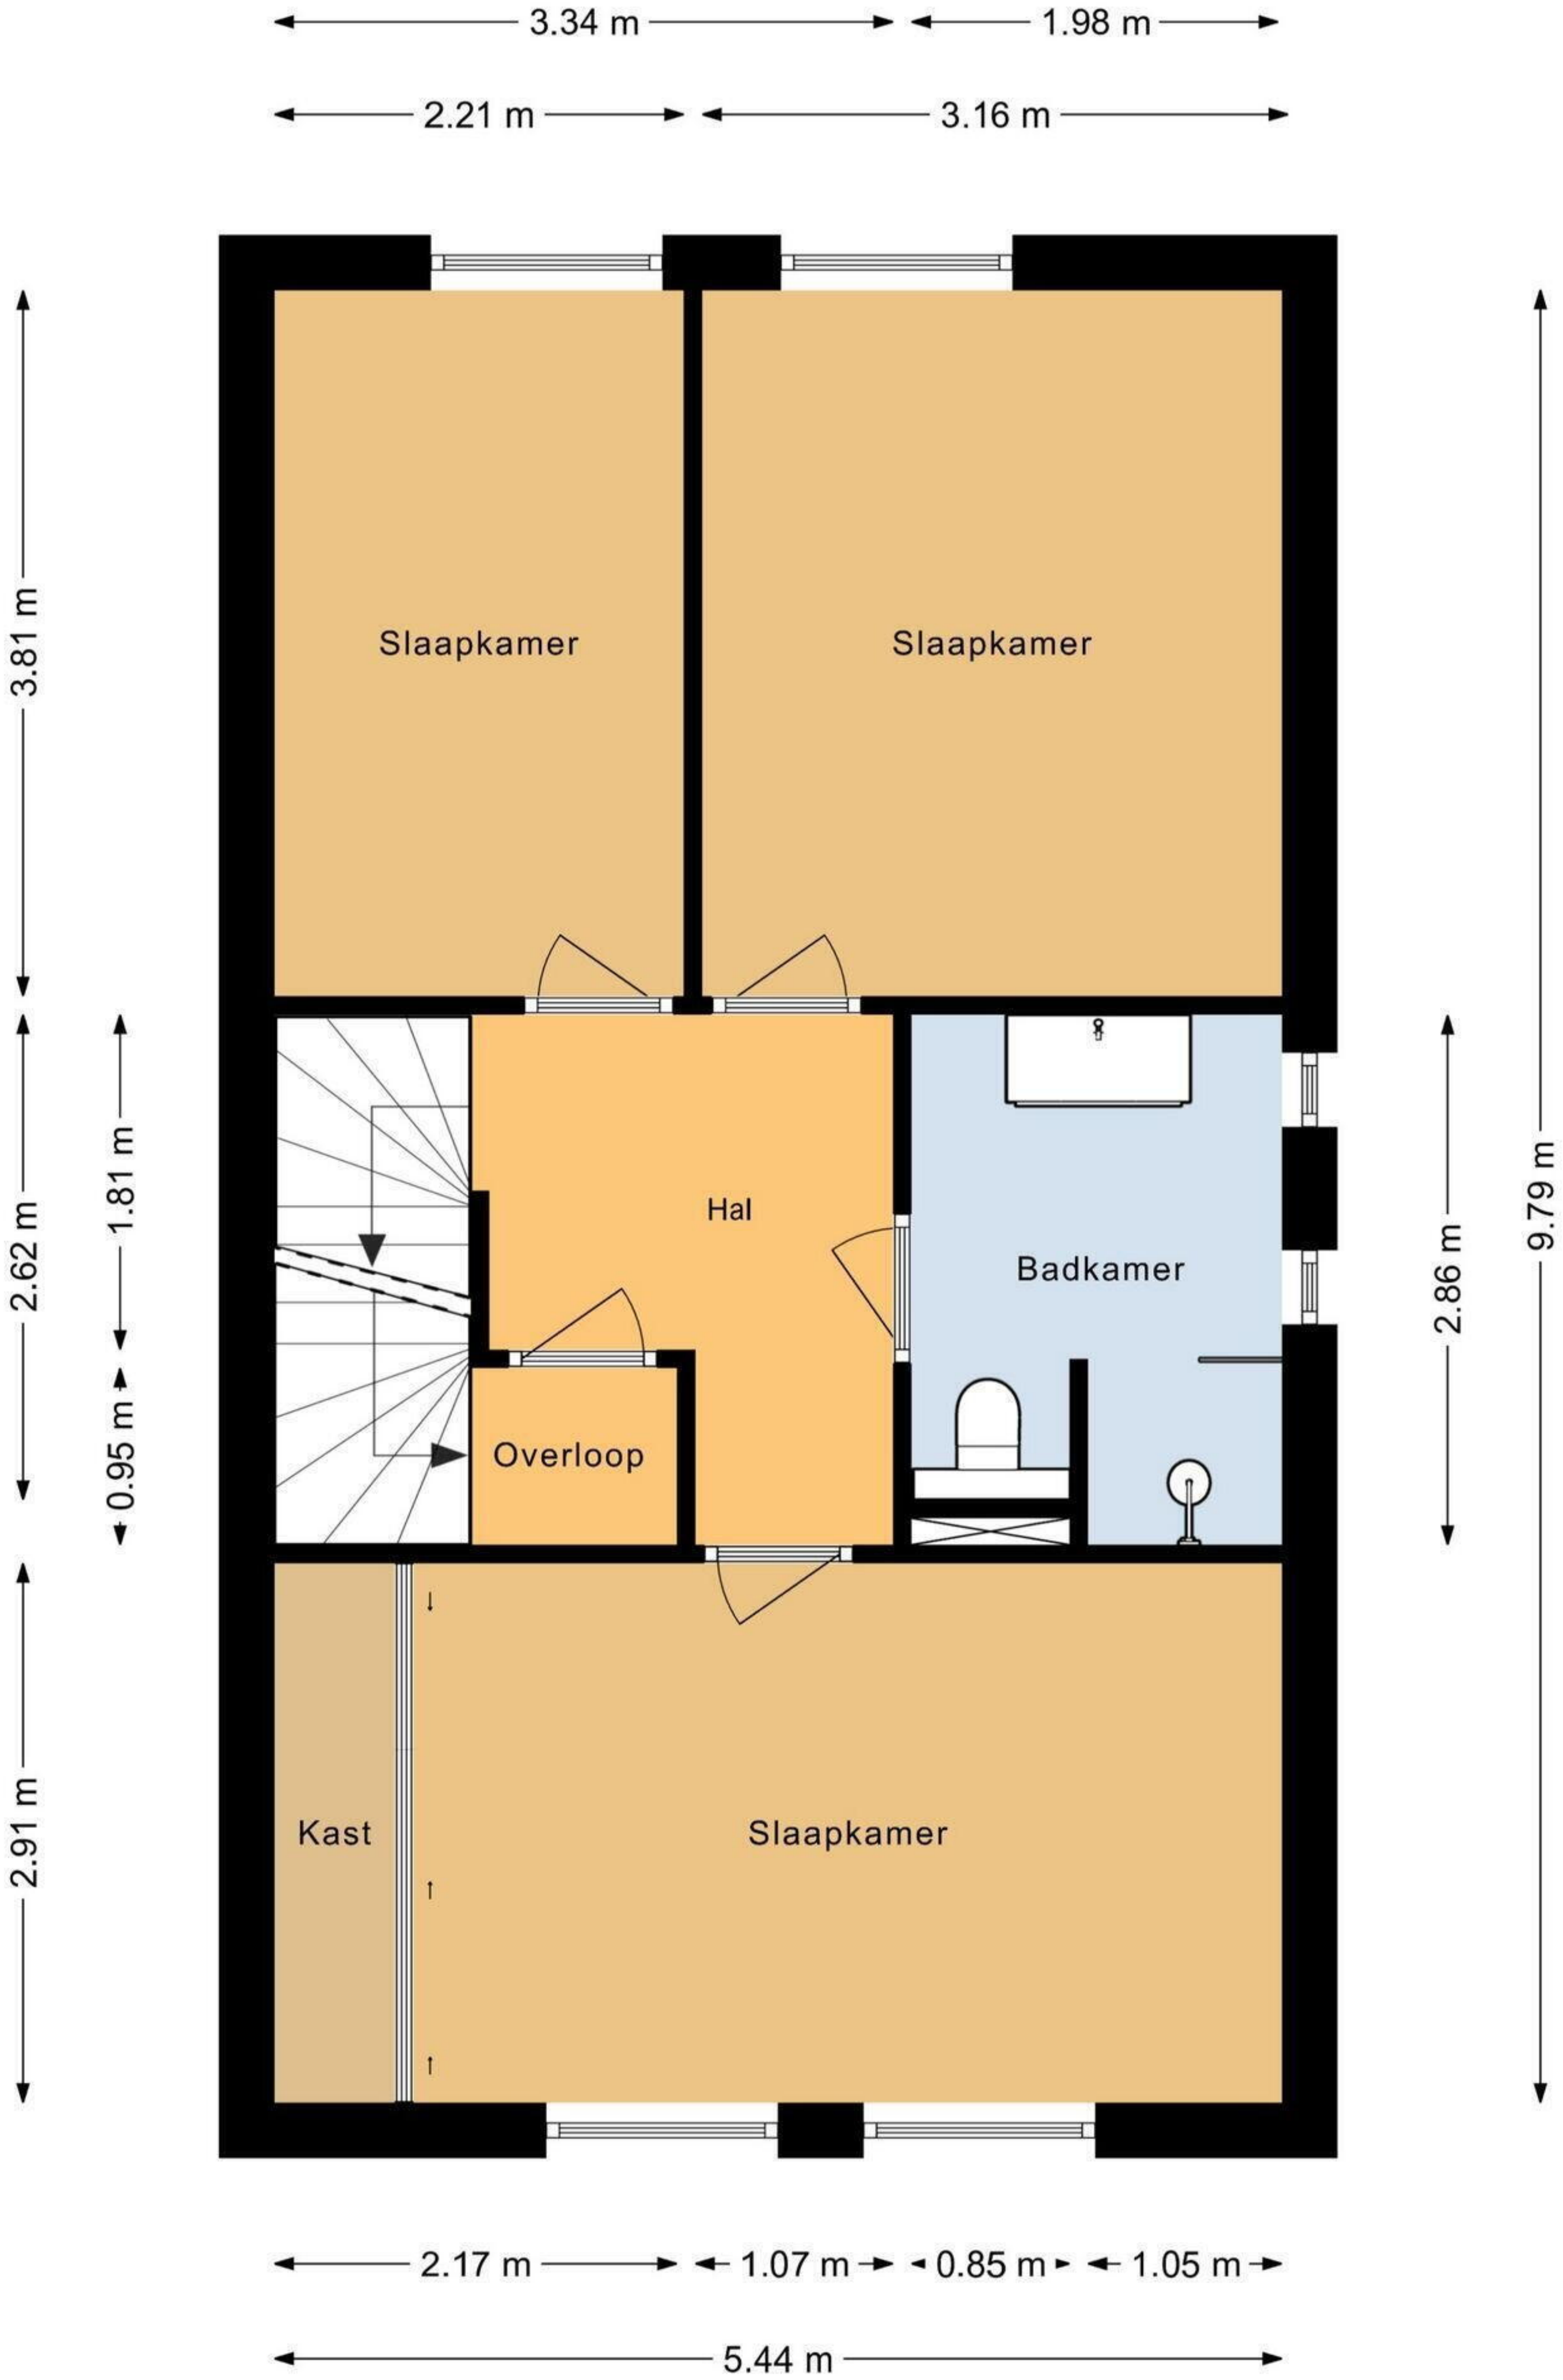 3.34 m
1.98 m
2.21 m
3.16 m
3.81 m
Slaapkamer
Slaapkamer
2.62 m
1.81 m
Hal
Badkamer
2.86 m
9.79 m
0.95 m
Overloop
2.91 m
Kast
Slaapkamer
2.17 m
1.07 m
0.85 m
1.05 m
5.44 m